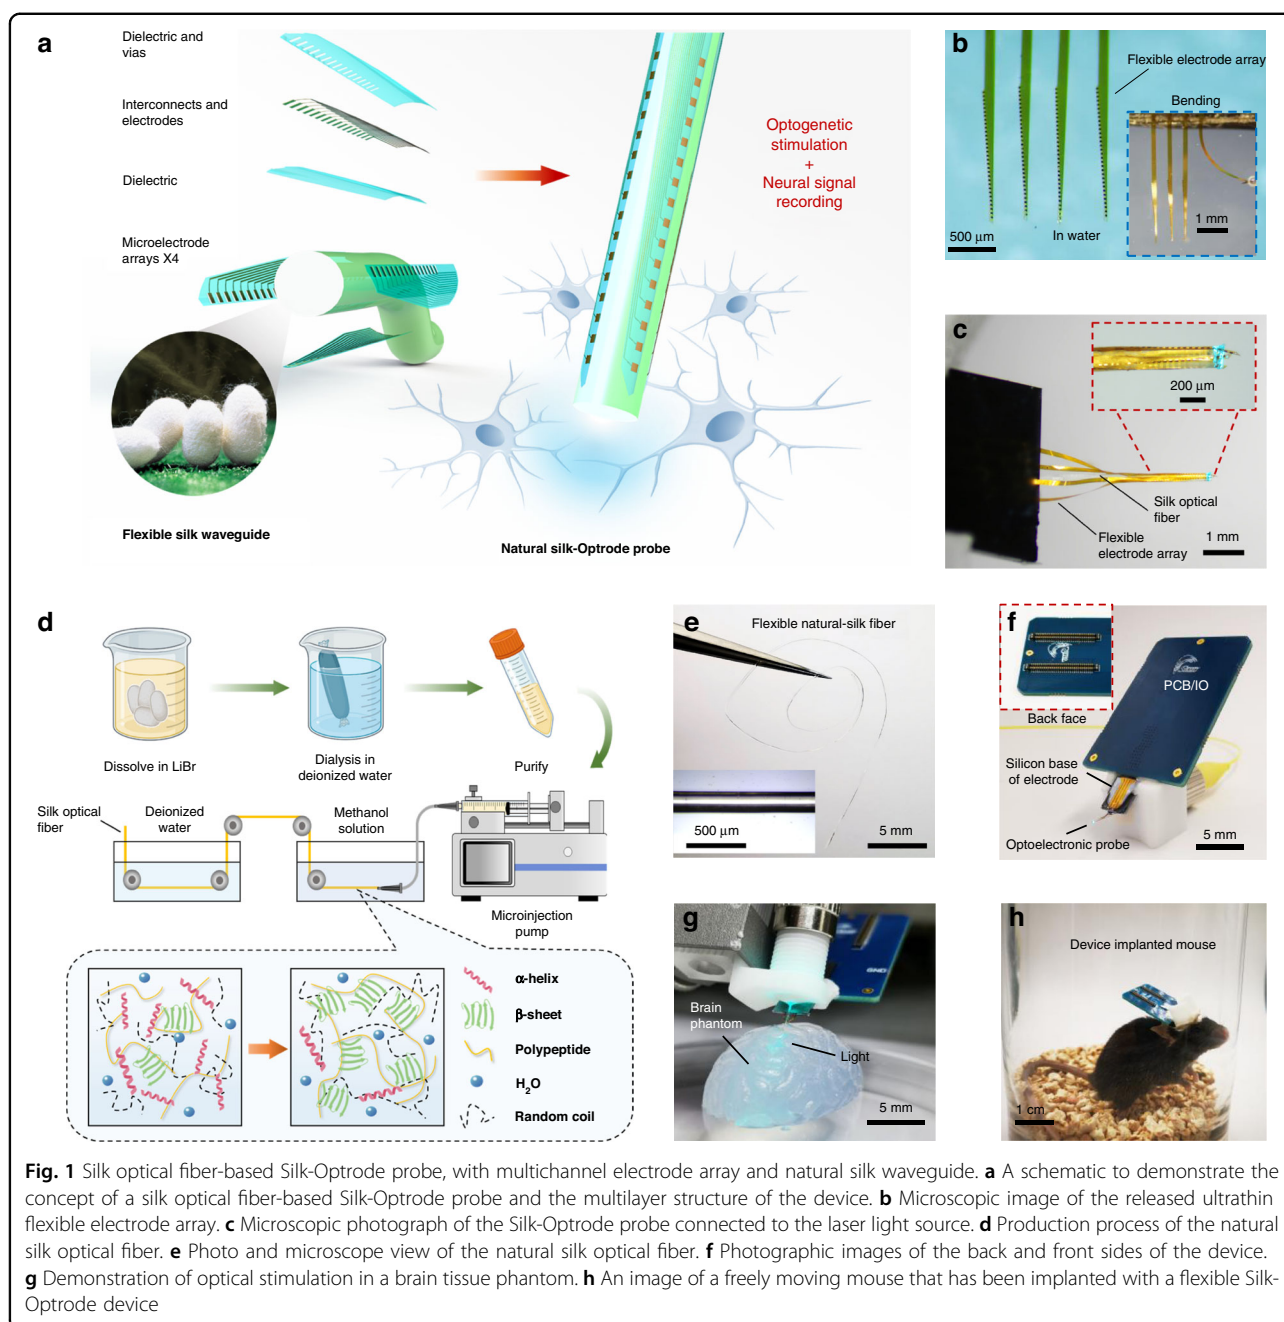 a
Dielectric and
vias
Interconnects and
electrodes
Dielectric
Microelectrode
arrays X4
Optogenetic
stimulation
+
Neural signal
recording
Flexible silk waveguide
Natural silk-Optrode probe
b
Flexible electrode array
Bending
1 mm
500 μm
In water
c
200 μm
Silk optical
fiber
Flexible
electrode array
1 mm
d
Dissolve in LiBr
Dialysis in
deionized water
Purify
Silk optical
fiber
Deionized
water
Methanol
solution
Microinjection
pump
α-helix
β-sheet
Polypeptide
H₂O
Random coil
e
Flexible natural-silk fiber
500 μm
5 mm
f
PCB/IO
Back face
Silicon base
of electrode
Optoelectronic probe
5 mm
g
GND
Brain
phantom
Light
5 mm
h
Device implanted mouse
1 cm
Fig. 1 Silk optical fiber-based Silk-Optrode probe, with multichannel electrode array and natural silk waveguide. a A schematic to demonstrate the
concept of a silk optical fiber-based Silk-Optrode probe and the multilayer structure of the device. b Microscopic image of the released ultrathin
flexible electrode array. c Microscopic photograph of the Silk-Optrode probe connected to the laser light source. d Production process of the natural
silk optical fiber. e Photo and microscope view of the natural silk optical fiber. f Photographic images of the back and front sides of the device.
g Demonstration of optical stimulation in a brain tissue phantom. h An image of a freely moving mouse that has been implanted with a flexible Silk-
Optrode device